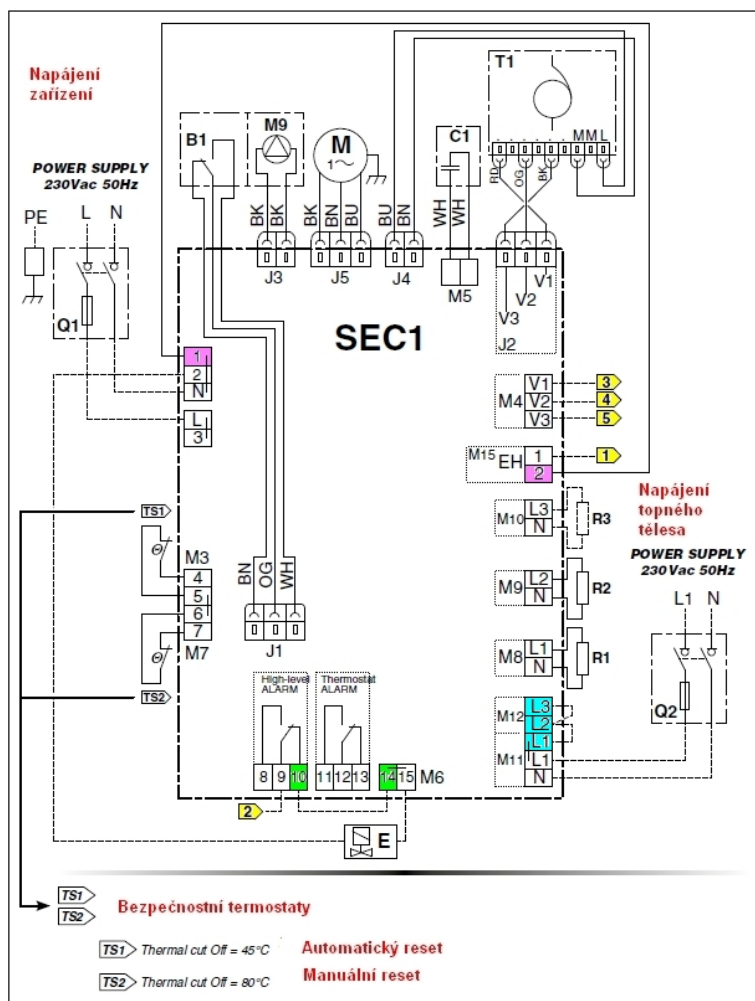 Napájení
zařízení
POWER SUPPLY
230Vac 50Hz
PE
L
N
Q1
B1
M9
M
1~
C1
T1
M M L
RD
OG
BK
BK
BK
BK
BN
BU
BU
BN
WH
WH
J3
J5
J4
M5
V1
V2
V3
J2
SEC1
1
2
N
L
3
M4
V1
V2
V3
3
4
5
M15
EH
1
2
1
M10
L3
N
R3
M9
L2
N
R2
M8
L1
N
R1
M12
L3
L2
L1
M11
L1
N
Napájení
topného
tělesa
POWER SUPPLY
230Vac 50Hz
L1
N
Q2
TS1
Θ
M3
4
5
6
7
Θ
M7
TS2
BN
OG
WH
J1
High-level
ALARM
Thermostat
ALARM
8 9 10
11 12 13
14 15
M6
2
E
TS1
TS2
Bezpečnostní termostaty
TS1 Thermal cut Off = 45°C Automatický reset
TS2 Thermal cut Off = 80°C Manuální reset